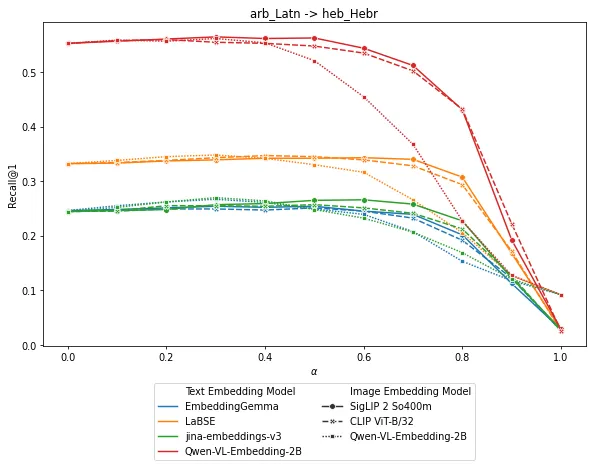 arb_Latn -> heb_Hebr
Recall@1
0.5
0.4
0.3
0.2
0.1
0.0
0.0 0.2 0.4 0.6 0.8 1.0
α
Text Embedding Model
EmbeddingGemma
LaBSE
jina-embeddings-v3
Qwen-VL-Embedding-2B
Image Embedding Model
SigLIP 2 So400m
CLIP ViT-B/32
Qwen-VL-Embedding-2B